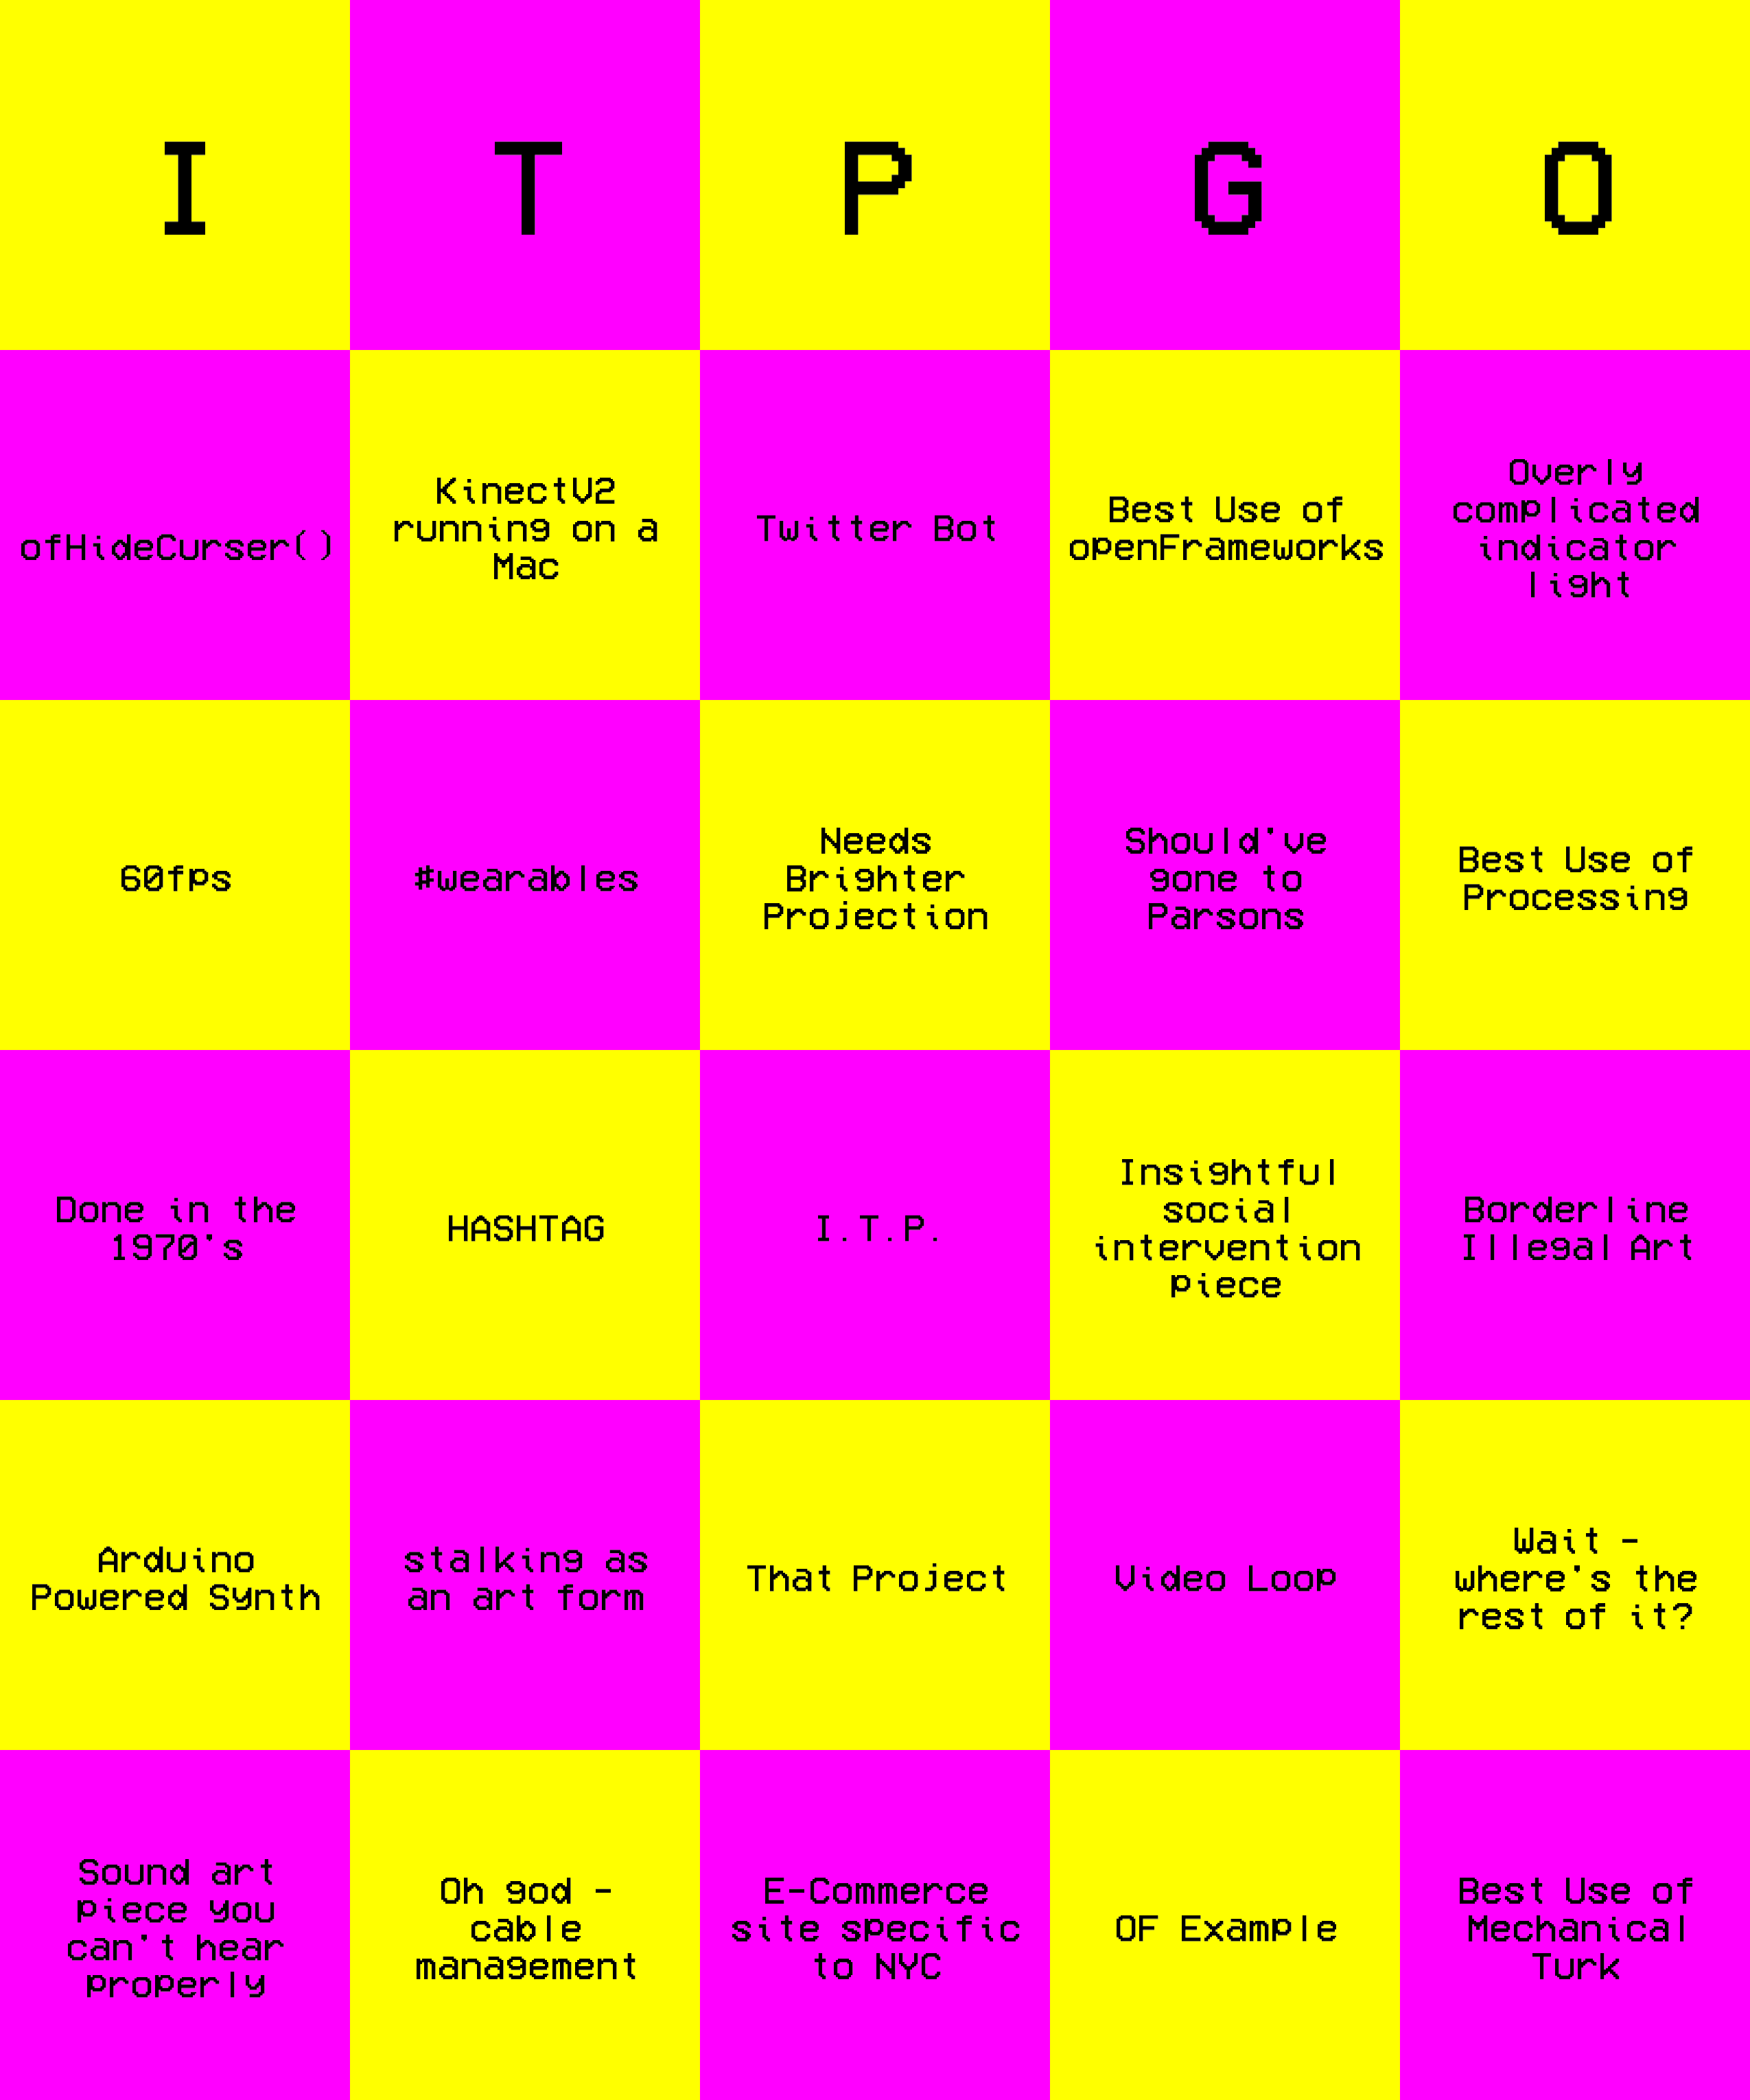 I
T
P
G
O
ofHideCurser()
KinectV2
running on a
Mac
Twitter Bot
Best Use of
openFrameworks
Overly
complicated
indicator
light
60fps
#wearables
Needs
Brighter
Projection
Should've
gone to
Parsons
Best Use of
Processing
Done in the
1970's
HASHTAG
I.T.P.
Insightful
social
intervention
piece
Borderline
Illegal Art
Arduino
Powered Synth
stalking as
an art form
That Project
Video Loop
Wait -
where's the
rest of it?
Sound art
piece you
can't hear
properly
Oh god -
cable
management
E-Commerce
site specific
to NYC
OF Example
Best Use of
Mechanical
Turk